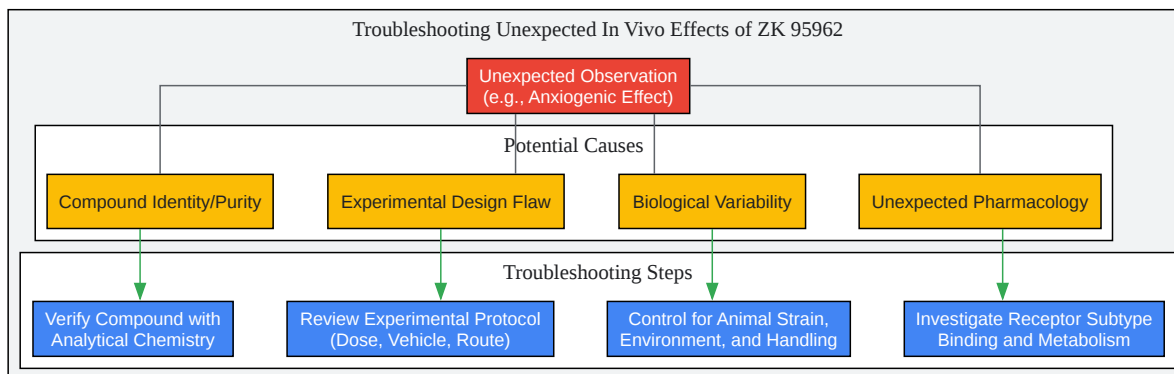 Troubleshooting Unexpected In Vivo Effects of ZK 95962
Unexpected Observation
(e.g., Anxiogenic Effect)
Potential Causes
Compound Identity/Purity
Experimental Design Flaw
Biological Variability
Unexpected Pharmacology
Troubleshooting Steps
Verify Compound with
Analytical Chemistry
Review Experimental Protocol
(Dose, Vehicle, Route)
Control for Animal Strain,
Environment, and Handling
Investigate Receptor Subtype
Binding and Metabolism